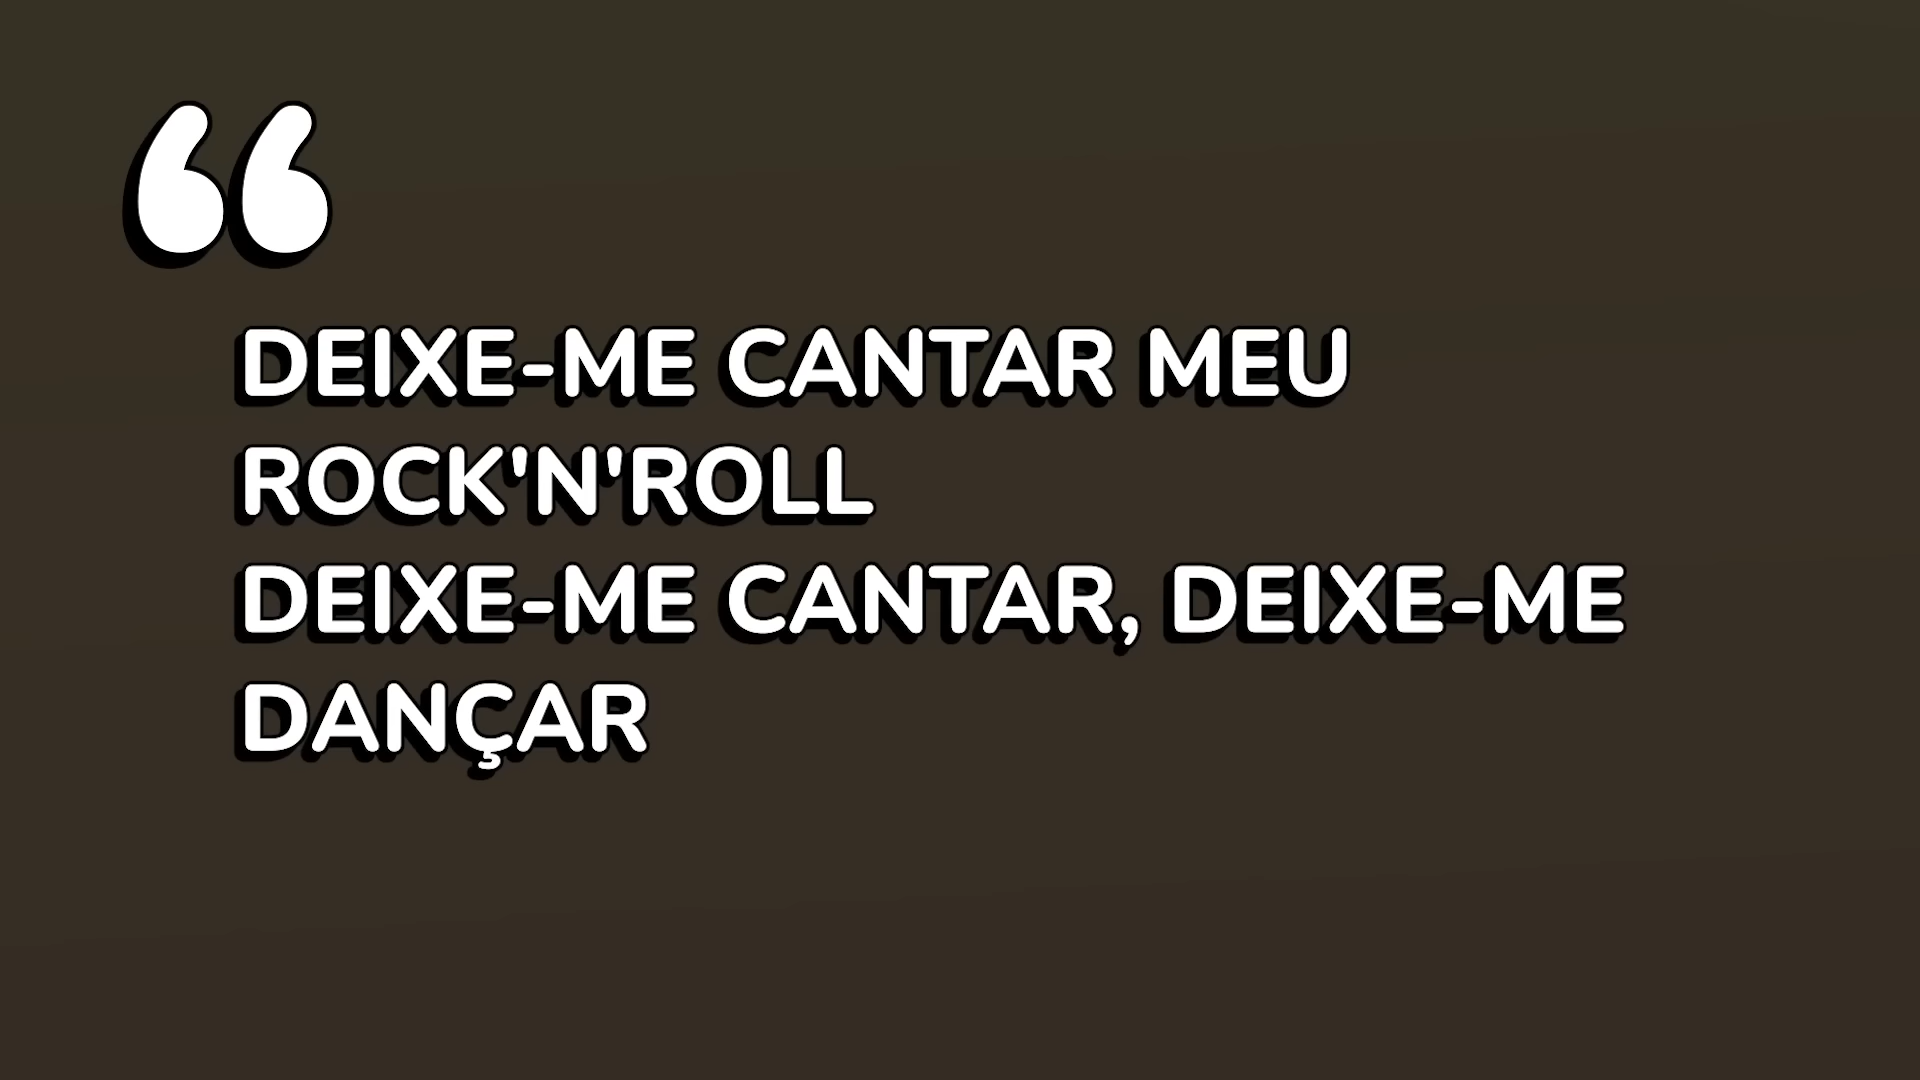 “
DEIXE-ME CANTAR MEU
ROCK'N'ROLL
DEIXE-ME CANTAR, DEIXE-ME
DANÇAR